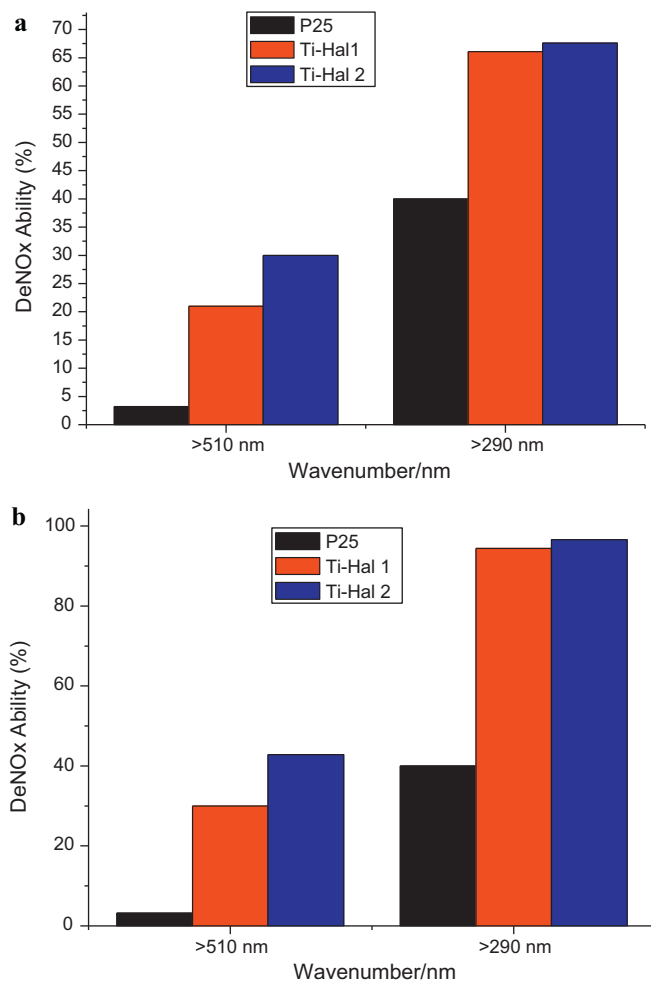 a
P25
Ti-Hal1
Ti-Hal 2
DeNOx Ability (%)
70
65
60
55
50
45
40
35
30
25
20
15
10
5
0
>510 nm
>290 nm
Wavenumber/nm
b
P25
Ti-Hal 1
Ti-Hal 2
DeNOx Ability (%)
100
80
60
40
20
0
>510 nm
>290 nm
Wavenumber/nm